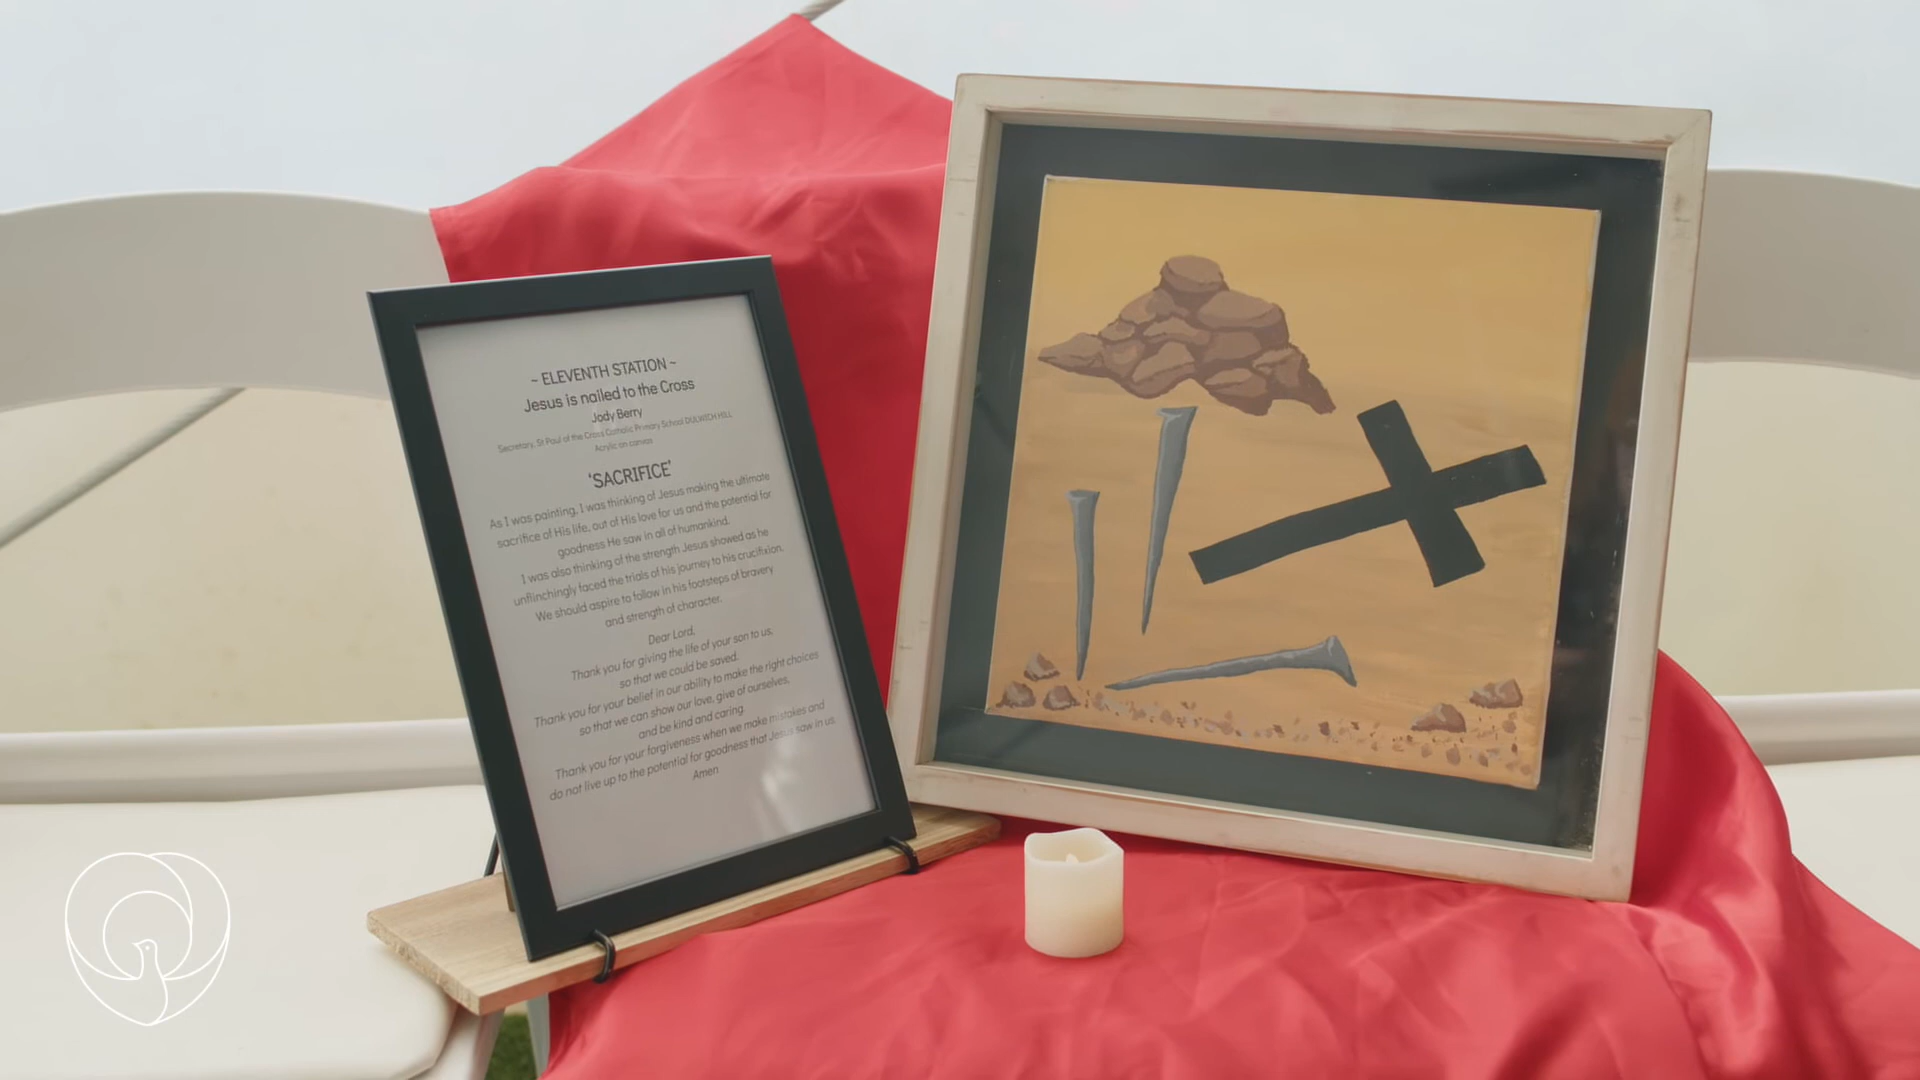 ~ ELEVENTH STATION ~
Jesus is nailed to the Cross
Jody Berry
Secretary, St Paul of the Cross Catholic Primary School DULWICH HILL
Acrylic on canvas
'SACRIFICE'
As I was painting, I was thinking of Jesus making the ultimate
sacrifice of His life, out of His love for us and the potential for
goodness He saw in all of humankind.
I was also thinking of the strength Jesus showed as he
unflinchingly faced the trials of his journey to his crucifixion.
We should aspire to follow in his footsteps of bravery
and strength of character.
Dear Lord,
Thank you for giving the life of your son to us,
so that we could be saved.
Thank you for your belief in our ability to make the right choices
so that we can show our love, give of ourselves,
and be kind and caring.
Thank you for your forgiveness when we make mistakes and
do not live up to the potential for goodness that Jesus saw in us.
Amen